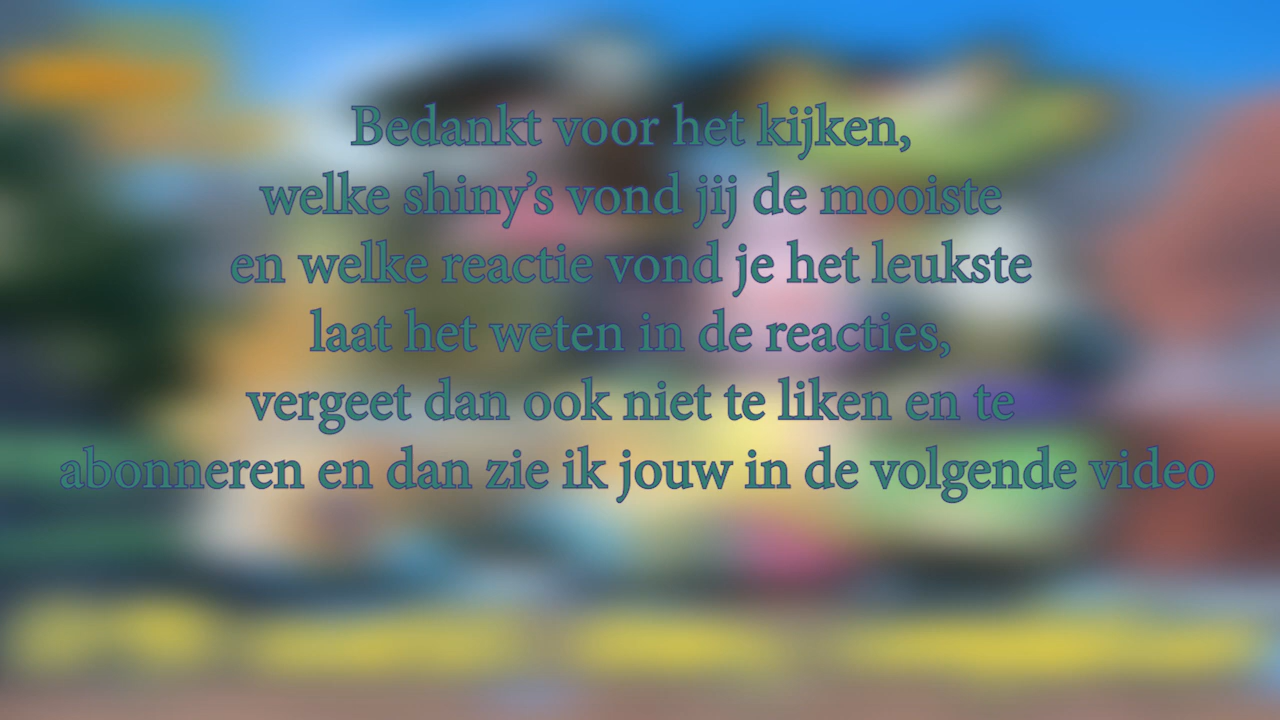 Bedankt voor het kijken,
welke shiny’s vond jij de mooiste
en welke reactie vond je het leukste
laat het weten in de reacties,
vergeet dan ook niet te liken en te
abonneren en dan zie ik jouw in de volgende video